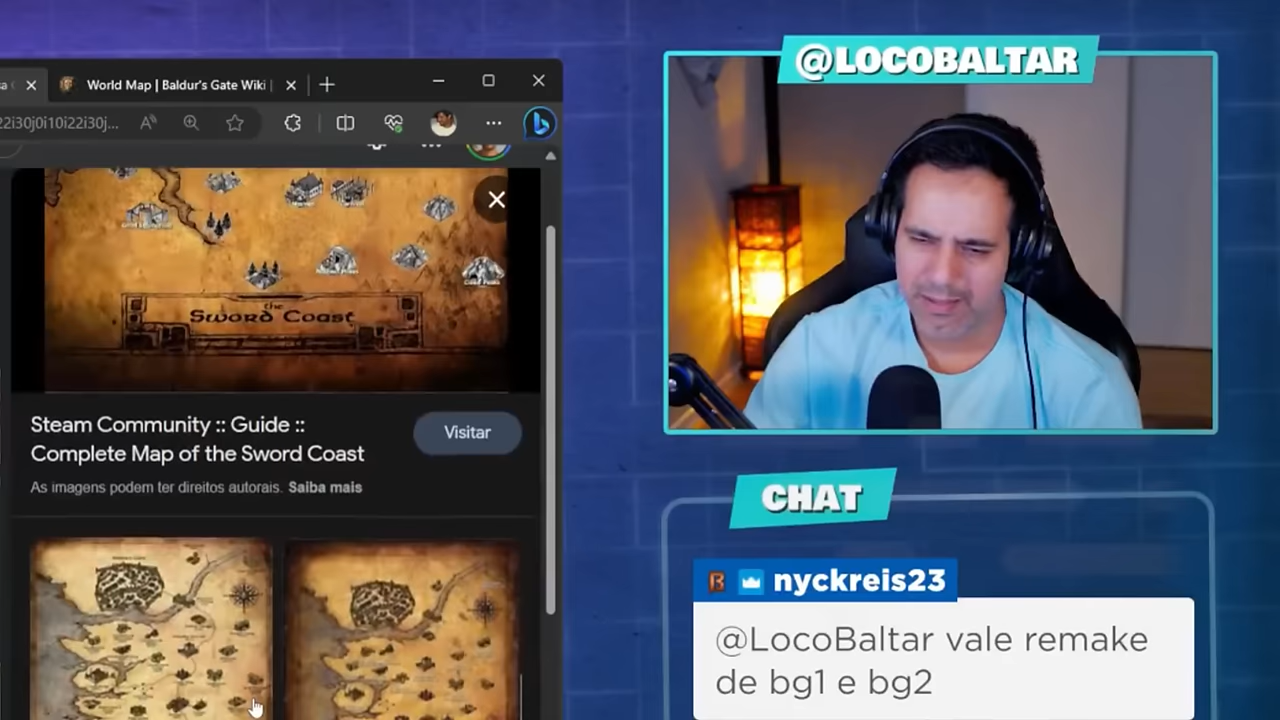 @LOCOBALTAR
World Map | Baldur's Gate Wiki |
22i30j0i10i22i30j...
the
Sword Coast
Steam Community :: Guide ::
Complete Map of the Sword Coast
Visitar
As imagens podem ter direitos autorais. Saiba mais
CHAT
nyckreis23
@LocoBaltar vale remake
de bg1 e bg2